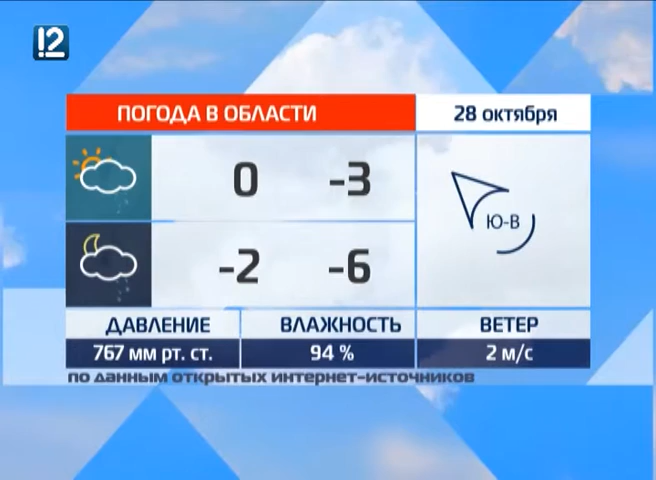 12
ПОГОДА В ОБЛАСТИ
28 октября
0 -3
Ю-В
-2 -6
ДАВЛЕНИЕ ВЛАЖНОСТЬ ВЕТЕР
767 мм рт. ст. 94 % 2 м/с
по данным открытых интернет-источников